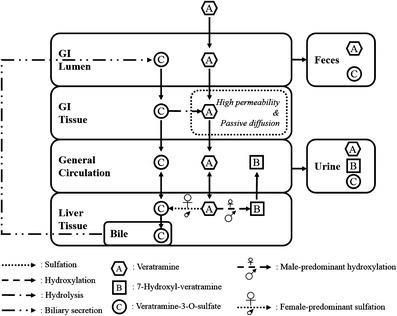 A
GI
Lumen
C
A
Feces
A
C
GI
Tissue
C
A
High permeability
&
Passive diffusion
General
Circulation
C
A
B
Urine
A
B
C
Liver
Tissue
C
A
B
Bile
C
: Sulfation
: Hydroxylation
: Hydrolysis
: Biliary secretion
A : Veratramine
B : 7-Hydroxyl-veratramine
C : Veratramine-3-O-sulfate
: Male-predominant hydroxylation
: Female-predominant sulfation